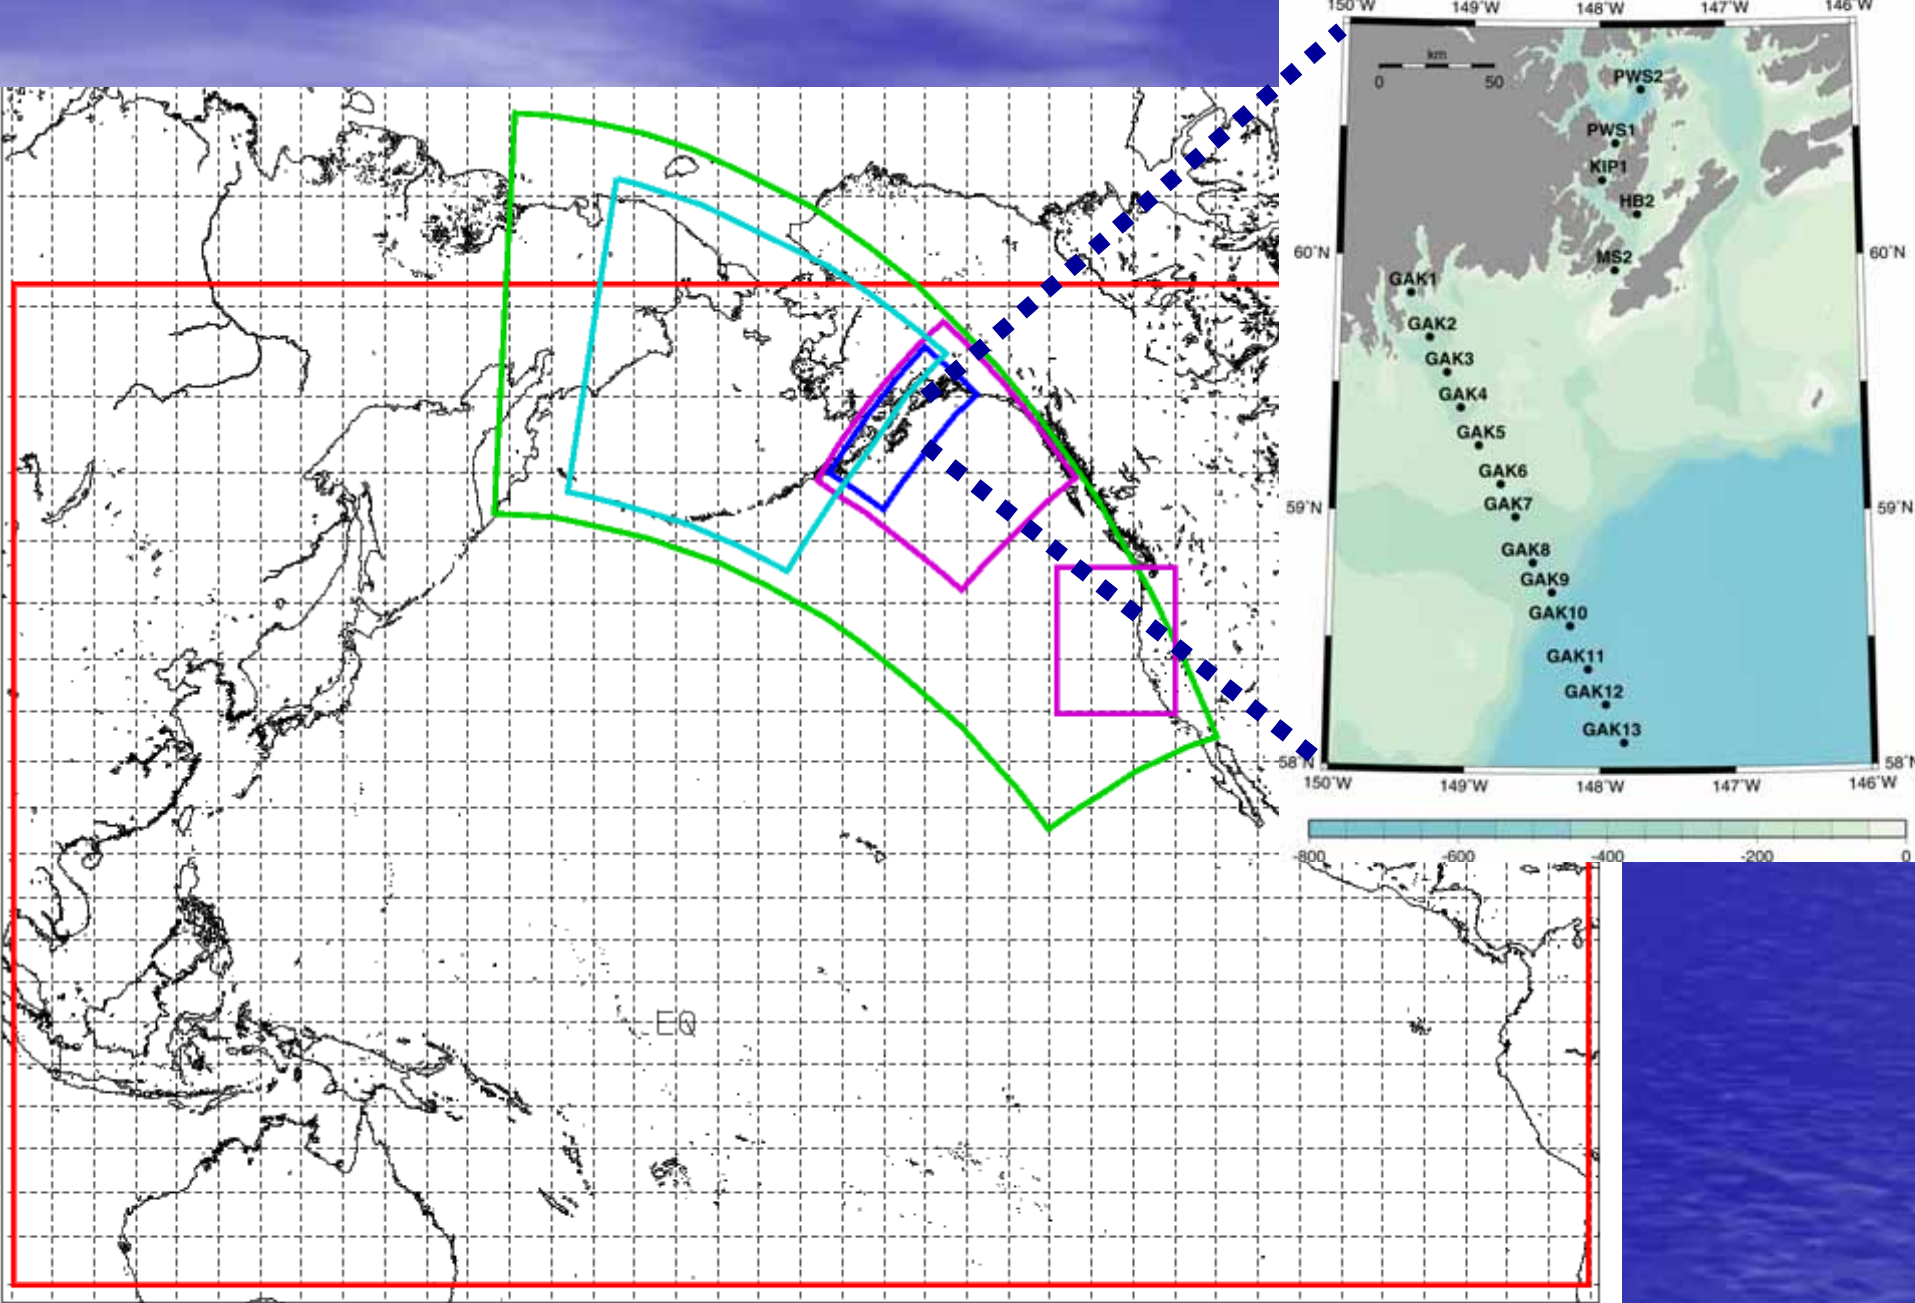 150°W 149°W 148°W 147°W 146°W
km
0 50
PWS2
PWS1
KIP1
HB2
60°N 60°N
MS2
GAK1
GAK2
GAK3
GAK4
GAK5
GAK6
GAK7
59°N 59°N
GAK8
GAK9
GAK10
GAK11
GAK12
GAK13
58°N 58°N
150°W 149°W 148°W 147°W 146°W
-800 -600 -400 -200 0
EQ